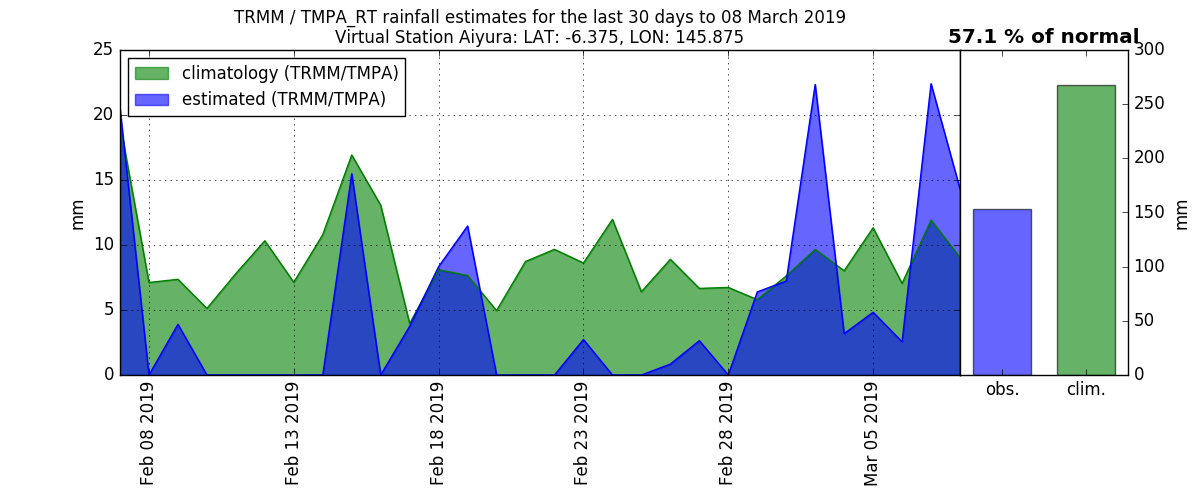 TRMM / TMPA_RT rainfall estimates for the last 30 days to 08 March 2019
Virtual Station Aiyura: LAT: -6.375, LON: 145.875
57.1 % of normal
climatology (TRMM/TMPA)
estimated (TRMM/TMPA)
25
20
15
10
5
0
mm
Feb 08 2019
Feb 13 2019
Feb 18 2019
Feb 23 2019
Feb 28 2019
Mar 05 2019
obs.
clim.
300
250
200
150
100
50
0
mm